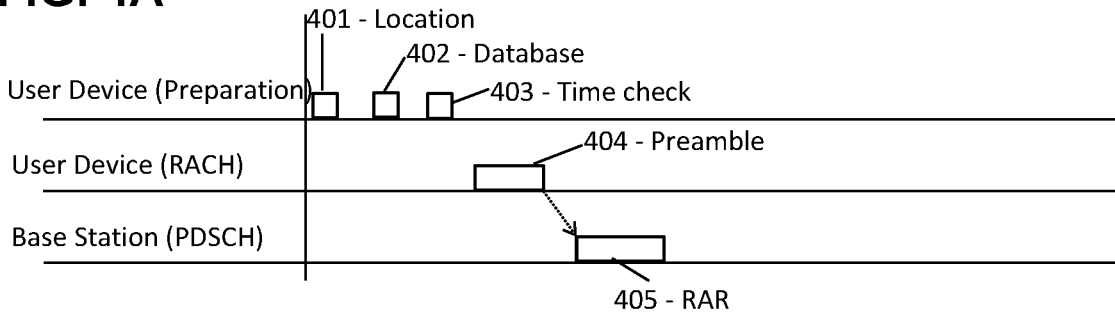 401 - Location
402 - Database
User Device (Preparation)
403 - Time check
404 - Preamble
User Device (RACH)
Base Station (PDSCH)
405 - RAR